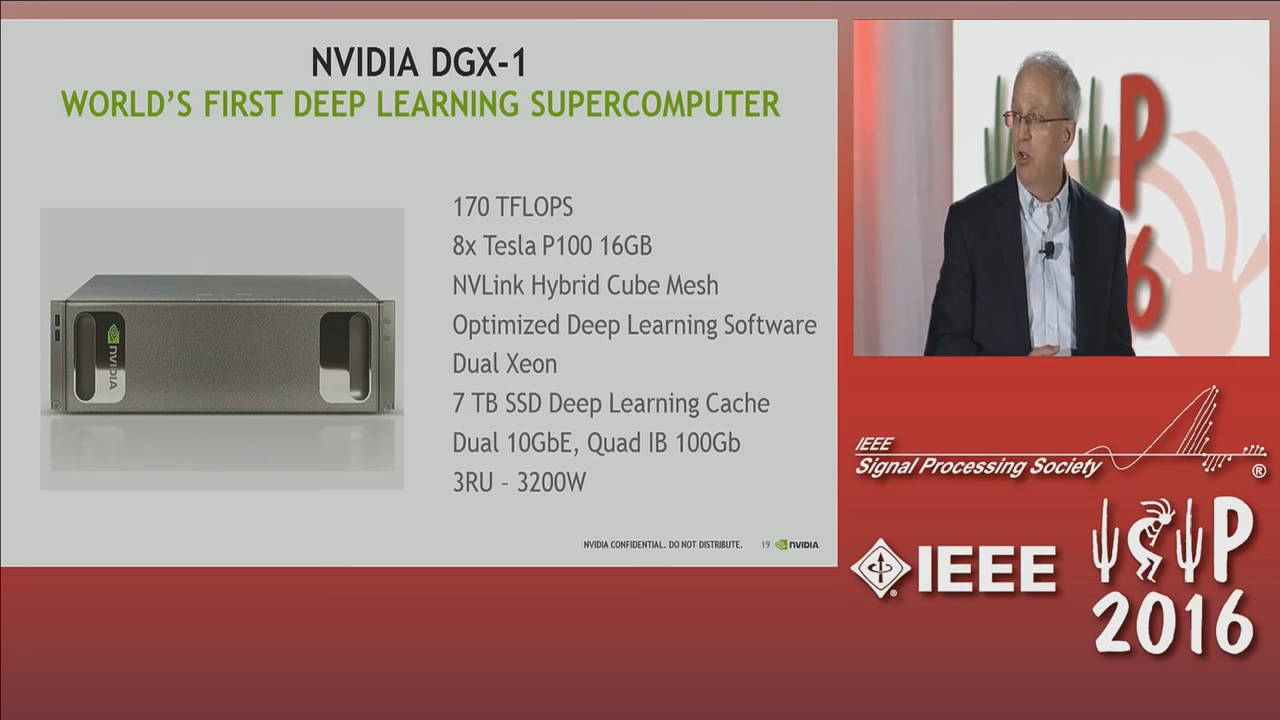 NVIDIA DGX-1
WORLD'S FIRST DEEP LEARNING SUPERCOMPUTER
170 TFLOPS
8x Tesla P100 16GB
NVLink Hybrid Cube Mesh
Optimized Deep Learning Software
Dual Xeon
7 TB SSD Deep Learning Cache
Dual 10GbE, Quad IB 100Gb
3RU – 3200W
NVIDIA
NVIDIA CONFIDENTIAL. DO NOT DISTRIBUTE.
19 NVIDIA
P
6
IEEE
Signal Processing Society ®
IEEE ®
ICIP
2016